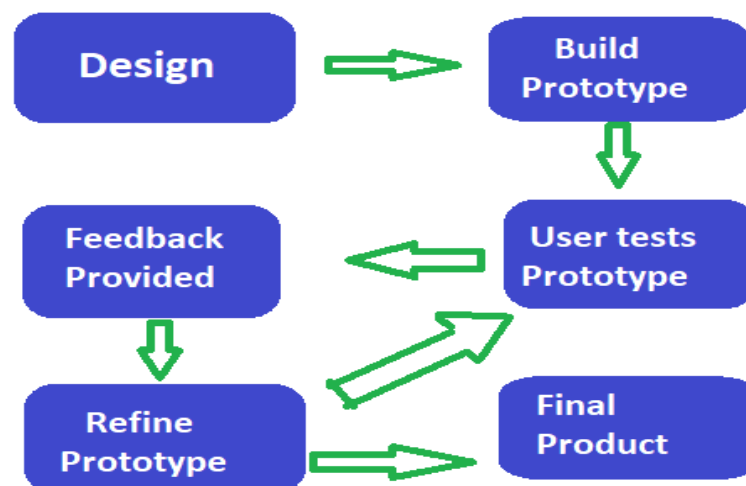 Design
Build
Prototype
User tests
Prototype
Feedback
Provided
Refine
Prototype
Final
Product